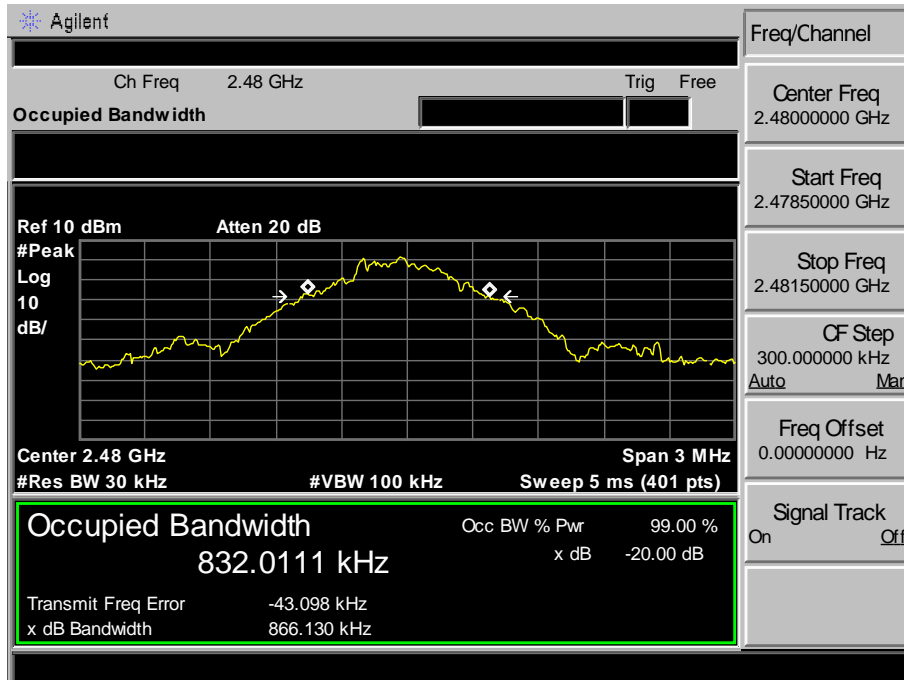 Agilent
Freq/Channel
Ch Freq 2.48 GHz Trig Free
Occupied Bandwidth
Center Freq
2.48000000 GHz
Start Freq
2.47850000 GHz
Stop Freq
2.48150000 GHz
CF Step
300.000000 kHz
Auto Man
Freq Offset
0.00000000 Hz
Signal Track
On Off
Ref 10 dBm Atten 20 dB
#Peak
Log
10
dB/
Center 2.48 GHz Span 3 MHz
#Res BW 30 kHz #VBW 100 kHz Sweep 5 ms (401 pts)
Occupied Bandwidth
832.0111 kHz
Occ BW % Pwr 99.00 %
x dB -20.00 dB
Transmit Freq Error -43.098 kHz
x dB Bandwidth 866.130 kHz